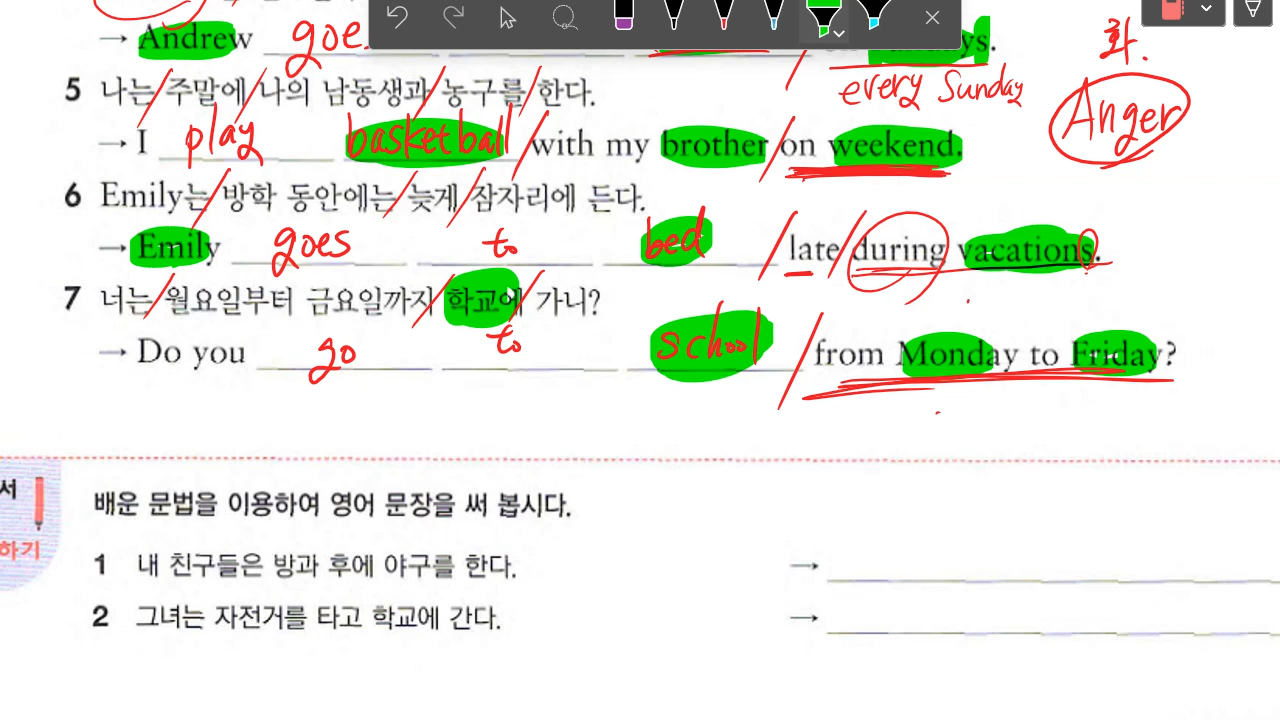 → Andrew goe
ys.
every Sunday
화.
Anger
5 나는 주말에 나의 남동생과 농구를 한다.
→ I play basketball with my brother on weekend.
6 Emily는 방학 동안에는 늦게 잠자리에 든다.
→ Emily goes to bed late during vacations.
7 너는 월요일부터 금요일까지 학교에 가니?
→ Do you go to school from Monday to Friday?
서
하기
배운 문법을 이용하여 영어 문장을 써 봅시다.
1 내 친구들은 방과 후에 야구를 한다. →
2 그녀는 자전거를 타고 학교에 간다. →